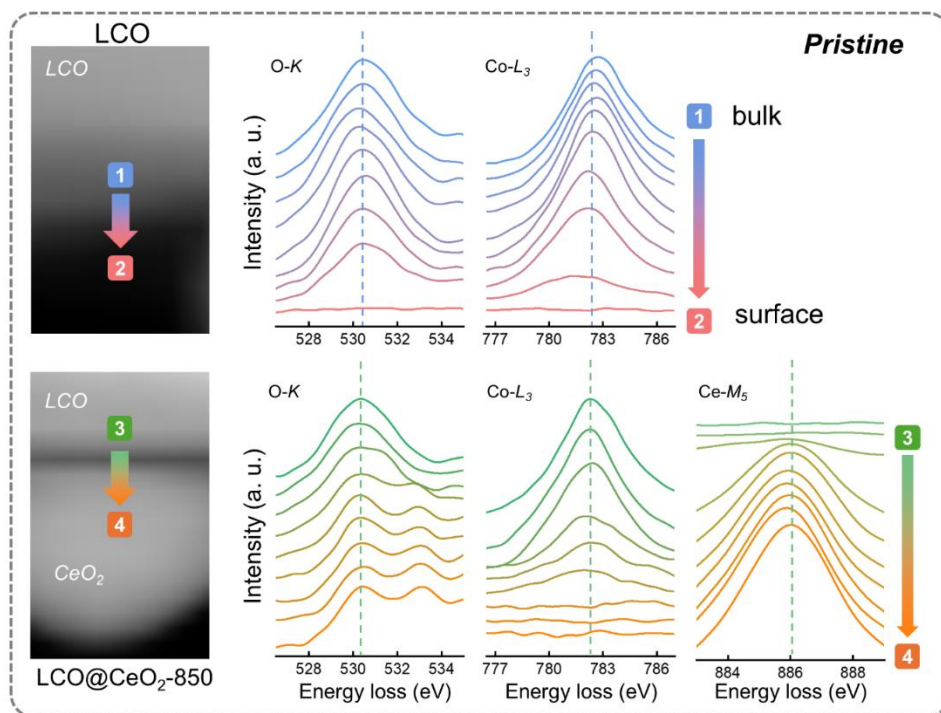 LCO
Pristine
LCO
1
2
O-K
Co-L3
Intensity (a. u.)
528 530 532 534
777 780 783 786
1 bulk
2 surface
LCO
3
4
CeO2
LCO@CeO2-850
O-K
Co-L3
Ce-M5
Intensity (a. u.)
528 530 532 534
777 780 783 786
884 886 888
Energy loss (eV)
Energy loss (eV)
Energy loss (eV)
3
4